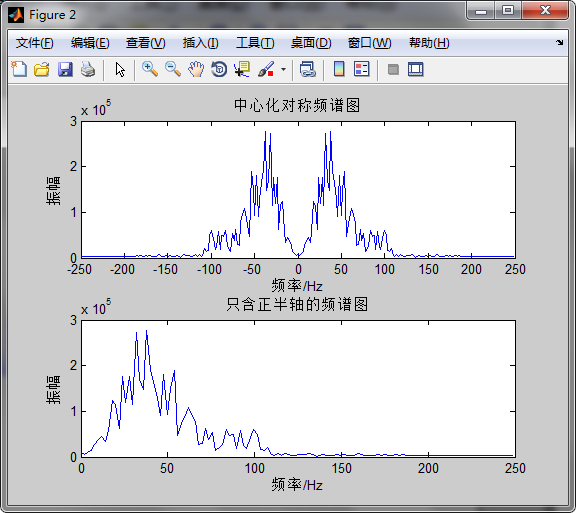 Figure 2
文件(F) 编辑(E) 查看(V) 插入(I) 工具(T) 桌面(D) 窗口(W) 帮助(H)
中心化对称频谱图
x 10^5
3
2
1
0
振幅
-250 -200 -150 -100 -50 0 50 100 150 200 250
频率/Hz
只含正半轴的频谱图
x 10^5
3
2
1
0
振幅
0 50 100 150 200 250
频率/Hz